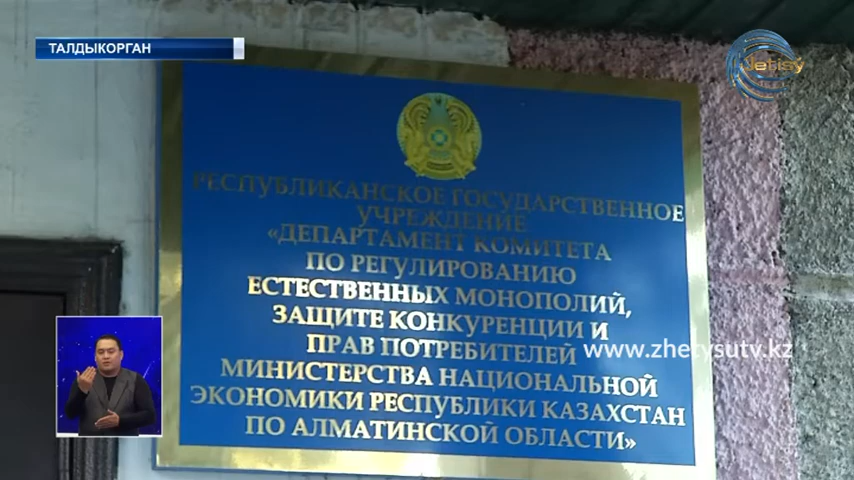 ТАЛДЫКОРГАН
Jetisý
РЕСПУБЛИКАНСКОЕ ГОСУДАРСТВЕННОЕ
УЧРЕЖДЕНИЕ
«ДЕПАРТАМЕНТ КОМИТЕТА
ПО РЕГУЛИРОВАНИЮ
ЕСТЕСТВЕННЫХ МОНОПОЛИЙ,
ЗАЩИТЕ КОНКУРЕНЦИИ И
ПРАВ ПОТРЕБИТЕЛЕЙ
www.zhetysutv.kz
МИНИСТЕРСТВА НАЦИОНАЛЬНОЙ
ЭКОНОМИКИ РЕСПУБЛИКИ КАЗАХСТАН
ПО АЛМАТИНСКОЙ ОБЛАСТИ»